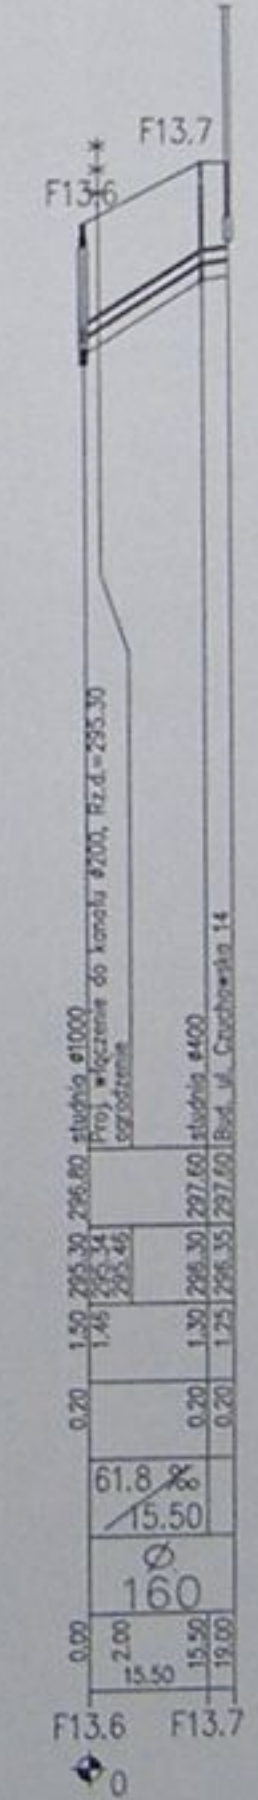 F13.7
F13.6
studnia ø1000
Proj. włączenie do kanału ø200, Rz.d.=295.30
ogrodzenie
studnia ø400
Bud. ul. Czuchowska 14
296.80
297.60
297.60
295.30
295.34
295.46
296.30
296.35
1.50
1.46
1.30
1.25
0.20
0.20
0.20
61.8 ‰
15.50
Ø
160
0.00
2.00
15.50
19.00
15.50
F13.6 F13.7
0